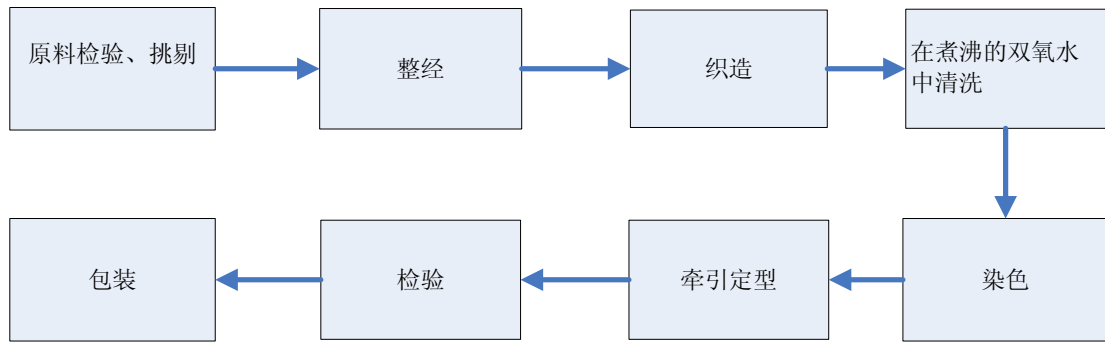 原料检验、挑剔
整经
织造
在煮沸的双氧水
中清洗
染色
牵引定型
检验
包装